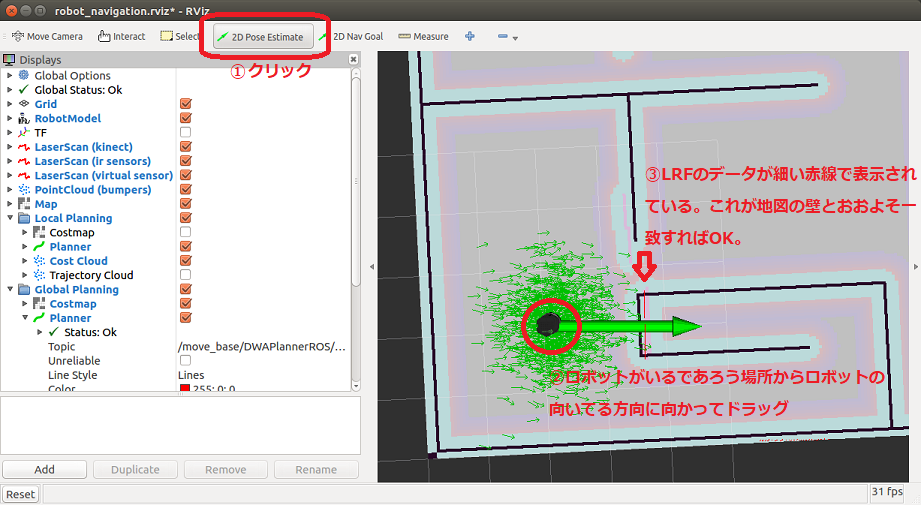 robot_navigation.rviz* - RViz
Move Camera
Interact
Select
2D Pose Estimate
2D Nav Goal
Measure
①クリック
Displays
Global Options
Global Status: Ok
Grid
RobotModel
TF
LaserScan (kinect)
LaserScan (ir sensors)
LaserScan (virtual sensor)
PointCloud (bumpers)
Map
Local Planning
Costmap
Planner
Cost Cloud
Trajectory Cloud
Global Planning
Costmap
Planner
Status: Ok
Topic /move_base/DWAPlannerROS/...
Unreliable
Line Style Lines
Color 255; 0; 0
③LRFのデータが細い赤線で表示され
ている。これが地図の壁とおおよそ一
致すればOK。
②ロボットがいるであろう場所からロボットの
向いてる方向に向かってドラッグ
Add
Duplicate
Remove
Rename
Reset
31 fps